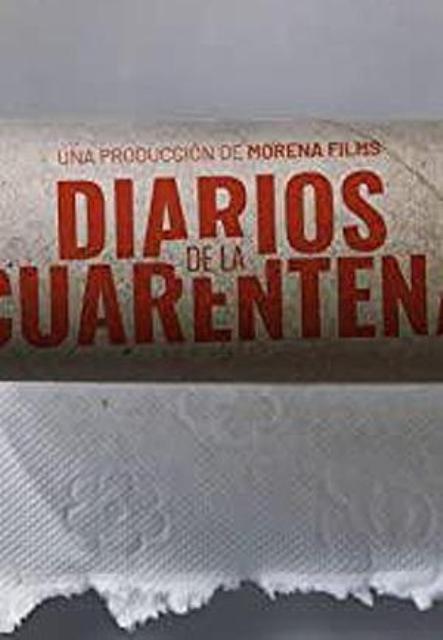 UNA PRODUCCIÓN DE MORENA FILMS
DIARIOS
DE LA
CUARENTENA